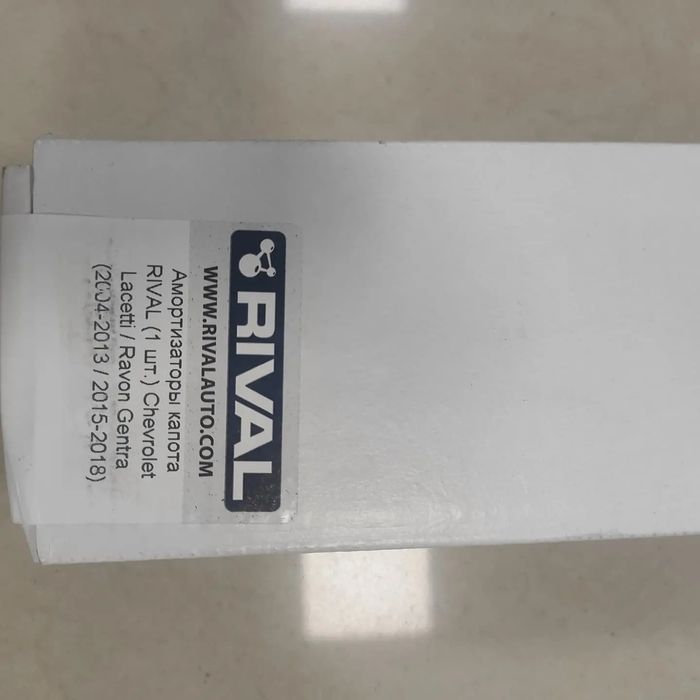 RIVAL
WWW.RIVALAUTO.COM
Амортизаторы капота
RIVAL (1 шт.) Chevrolet
Lacetti / Ravon Gentra
(2004-2013 / 2015-2018)